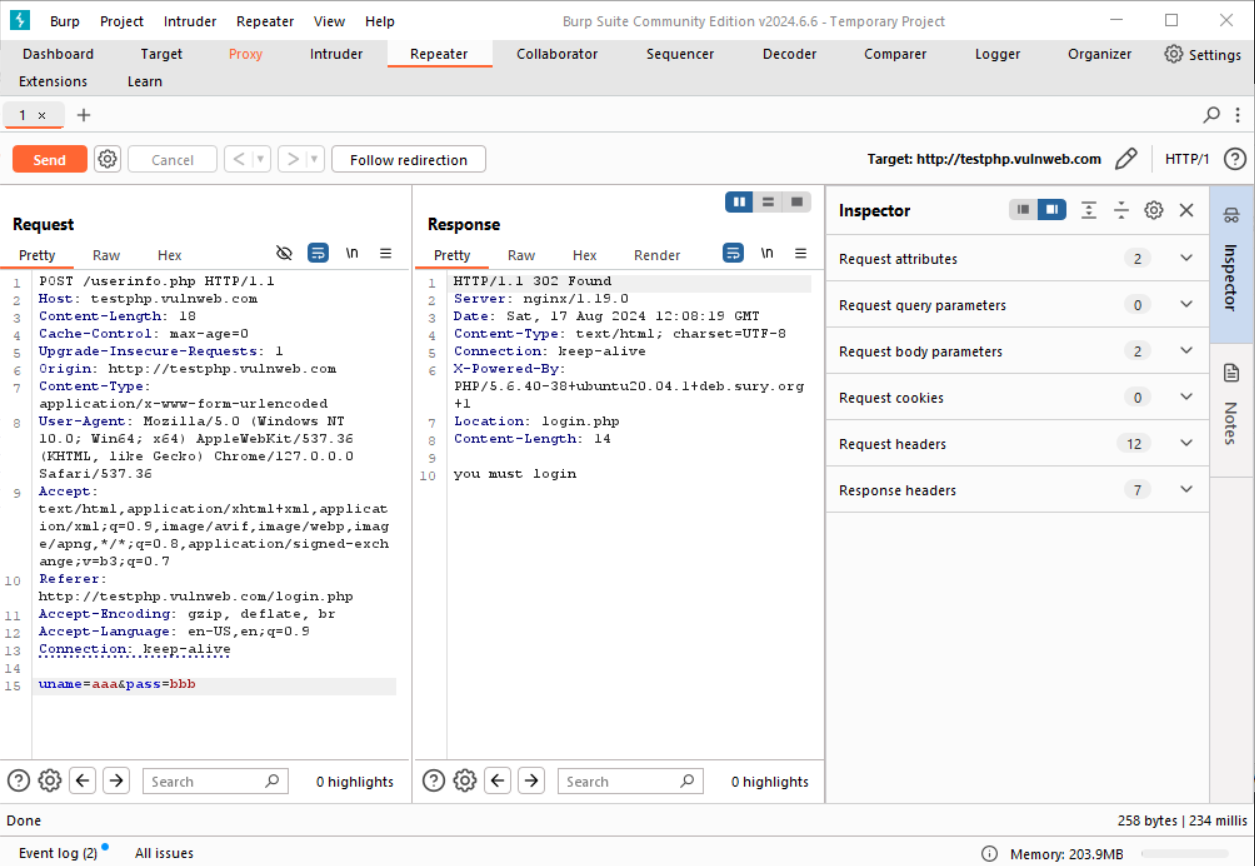 Burp Project Intruder Repeater View Help Burp Suite Community Edition v2024.6.6 - Temporary Project
Dashboard Target Proxy Intruder Repeater Collaborator Sequencer Decoder Comparer Logger Organizer Settings
Extensions Learn
1 × +
Send Cancel < > Follow redirection Target: http://testphp.vulnweb.com HTTP/1 ?
Request
Pretty Raw Hex \n
1 POST /userinfo.php HTTP/1.1
2 Host: testphp.vulnweb.com
3 Content-Length: 18
4 Cache-Control: max-age=0
5 Upgrade-Insecure-Requests: 1
6 Origin: http://testphp.vulnweb.com
7 Content-Type:
application/x-www-form-urlencoded
8 User-Agent: Mozilla/5.0 (Windows NT
10.0; Win64; x64) AppleWebKit/537.36
(KHTML, like Gecko) Chrome/127.0.0.0
Safari/537.36
9 Accept:
text/html,application/xhtml+xml,applicat
ion/xml;q=0.9,image/avif,image/webp,imag
e/apng,*/*;q=0.8,application/signed-exch
ange;v=b3;q=0.7
10 Referer:
http://testphp.vulnweb.com/login.php
11 Accept-Encoding: gzip, deflate, br
12 Accept-Language: en-US,en;q=0.9
13 Connection: keep-alive
14
15 uname=aaa&pass=bbb
? Search 0 highlights
Response
Pretty Raw Hex Render \n
1 HTTP/1.1 302 Found
2 Server: nginx/1.19.0
3 Date: Sat, 17 Aug 2024 12:08:19 GMT
4 Content-Type: text/html; charset=UTF-8
5 Connection: keep-alive
6 X-Powered-By:
PHP/5.6.40-38+ubuntu20.04.1+deb.sury.org
+1
7 Location: login.php
8 Content-Length: 14
9
10 you must login
? Search 0 highlights
Inspector
Request attributes 2
Request query parameters 0
Request body parameters 2
Request cookies 0
Request headers 12
Response headers 7
Inspector
Notes
Done 258 bytes | 234 millis
Event log (2) All issues Memory: 203.9MB